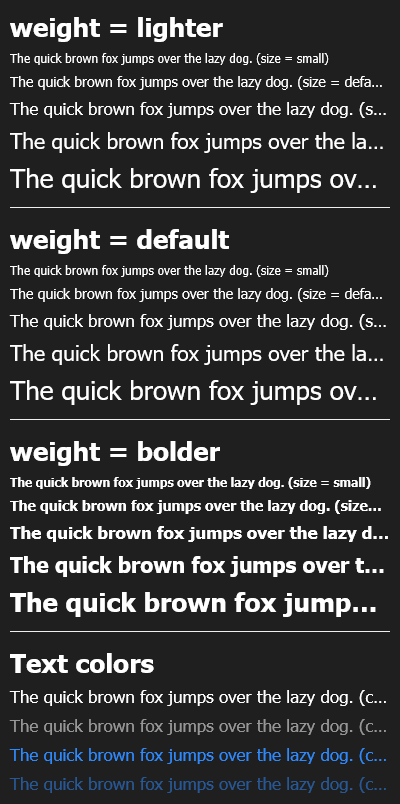 weight = lighter
The quick brown fox jumps over the lazy dog. (size = small)
The quick brown fox jumps over the lazy dog. (size = defa...
The quick brown fox jumps over the lazy dog. (s...
The quick brown fox jumps over the la...
The quick brown fox jumps ov...
weight = default
The quick brown fox jumps over the lazy dog. (size = small)
The quick brown fox jumps over the lazy dog. (size = defa...
The quick brown fox jumps over the lazy dog. (s...
The quick brown fox jumps over the la...
The quick brown fox jumps ov...
weight = bolder
The quick brown fox jumps over the lazy dog. (size = small)
The quick brown fox jumps over the lazy dog. (size...
The quick brown fox jumps over the lazy d...
The quick brown fox jumps over t...
The quick brown fox jump...
Text colors
The quick brown fox jumps over the lazy dog. (c...
The quick brown fox jumps over the lazy dog. (c...
The quick brown fox jumps over the lazy dog. (c...
The quick brown fox jumps over the lazy dog. (c...